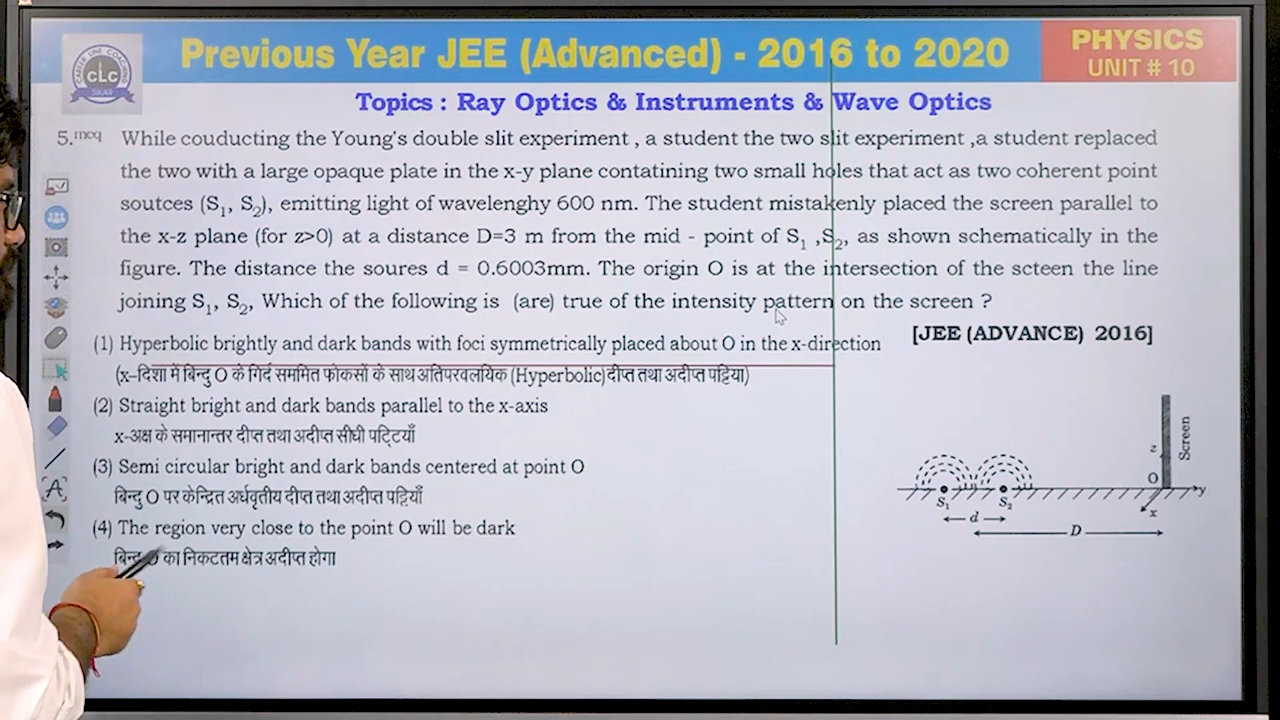 Previous Year JEE (Advanced) - 2016 to 2020
PHYSICS
UNIT # 10
CLC
SIKAR
Topics : Ray Optics & Instruments & Wave Optics
5.mcq While couducting the Young's double slit experiment , a student the two slit experiment ,a student replaced
the two with a large opaque plate in the x-y plane contatining two small holes that act as two coherent point
soutces (S1, S2), emitting light of wavelenghy 600 nm. The student mistakenly placed the screen parallel to
the x-z plane (for z>0) at a distance D=3 m from the mid - point of S1 ,S2, as shown schematically in the
figure. The distance the soures d = 0.6003mm. The origin O is at the intersection of the scteen the line
joining S1, S2, Which of the following is (are) true of the intensity pattern on the screen ?
[JEE (ADVANCE) 2016]
(1) Hyperbolic brightly and dark bands with foci symmetrically placed about O in the x-direction
(x–दिशा में बिन्दु O के गिर्द सममित फोकसों के साथ अतिपरवलयिक (Hyperbolic) दीप्त तथा अदीप्त पट्टिया)
(2) Straight bright and dark bands parallel to the x-axis
x-अक्ष के समानान्तर दीप्त तथा अदीप्त सीधी पट्टियाँ
(3) Semi circular bright and dark bands centered at point O
बिन्दु O पर केन्द्रित अर्धवृतीय दीप्त तथा अदीप्त पट्टियाँ
(4) The region very close to the point O will be dark
बिन्दु O का निकटतम क्षेत्र अदीप्त होगा
Screen
z
O
y
S1
S2
x
d
D